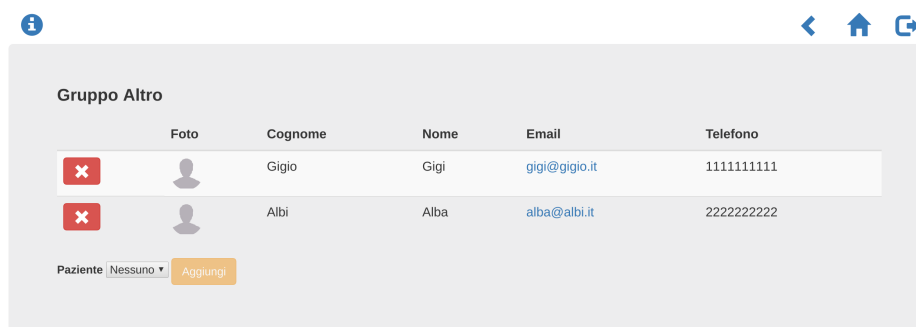 Gruppo Altro
Foto Cognome Nome Email Telefono
Gigio Gigi gigi@gigio.it 1111111111
Albi Alba alba@albi.it 2222222222
Paziente Nessuno Aggiungi